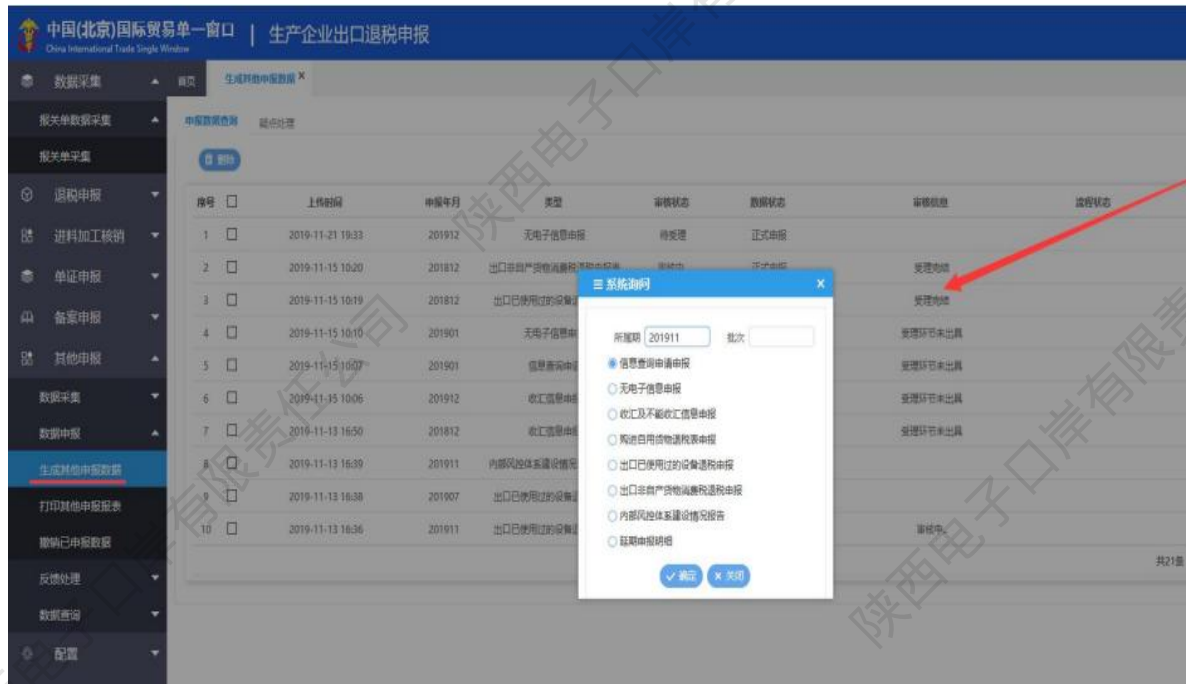 中国(北京)国际贸易单一窗口 | 生产企业出口退税申报
China International Trade Single Window
数据采集
首页 生成其他申报数据 ×
报关单数据采集
申报数据查询 疑点处理
报关单采集
删除
退税申报
序号 上传时间 申报年月 类型 审核状态 数据状态 审核信息 流程状态
进料加工核销
1 2019-11-21 19:33 201912 无电子信息申报 待受理 正式申报
单证申报
2 2019-11-15 10:20 201812 出口非自产货物消费税退税申报表 审核中 正式申报 受理完结
3 2019-11-15 10:19 201812 出口已使用过的设备 受理完结
备案申报
4 2019-11-15 10:10 201901 无电子信息申 受理环节未出具
其他申报
5 2019-11-15 10:07 201901 信息查询申 受理环节未出具
数据采集
6 2019-11-15 10:06 201912 收汇信息申 受理环节未出具
数据申报
7 2019-11-13 16:50 201812 收汇信息申 受理环节未出具
生成其他申报数据
8 2019-11-13 16:39 201911 内部风控体系建设情况
打印其他申报报表
9 2019-11-13 16:38 201907 出口已使用过的设备
10 2019-11-13 16:36 201911 出口已使用过的设备 审核中。
撤销已申报数据
共21条
反馈处理
数据查询
配置
系统询问 ×
所属期 201911 批次
信息查询申请申报
无电子信息申报
收汇及不能收汇信息申报
购进自用货物退税表申报
出口已使用过的设备退税申报
出口非自产货物消费税退税申报
内部风控体系建设情况报告
延期申报明细
确定 × 关闭
陕西电子口岸有限责任公司